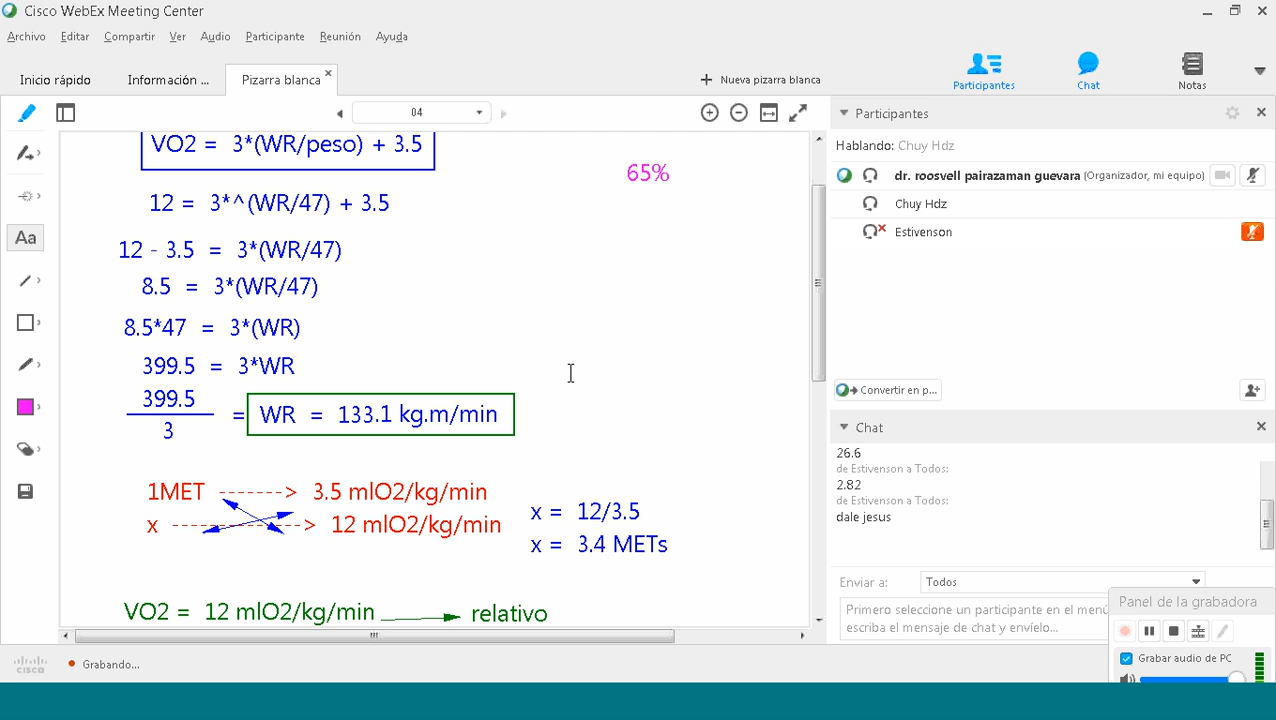 Cisco WebEx Meeting Center
Archivo Editar Compartir Ver Audio Participante Reunión Ayuda
Inicio rápido Información ... Pizarra blanca Nueva pizarra blanca
Participantes Chat Notas
04
VO2 = 3*(WR/peso) + 3.5
65%
12 = 3*^(WR/47) + 3.5
12 - 3.5 = 3*(WR/47)
8.5 = 3*(WR/47)
8.5*47 = 3*(WR)
399.5 = 3*WR
399.5
3
= WR = 133.1 kg.m/min
1MET -------> 3.5 mlO2/kg/min
x ---------------> 12 mlO2/kg/min
x = 12/3.5
x = 3.4 METs
VO2 = 12 mlO2/kg/min relativo
Participantes
Hablando: Chuy Hdz
dr. roosvell pairazaman guevara (Organizador, mi equipo)
Chuy Hdz
Estivenson
Convertir en p...
Chat
26.6
de Estivenson a Todos:
2.82
de Estivenson a Todos:
dale jesus
Enviar a: Todos
Primero seleccione un participante en el menú
escriba el mensaje de chat y envíelo...
Panel de la grabadora
Grabar audio de PC
cisco
Grabando...
Aa